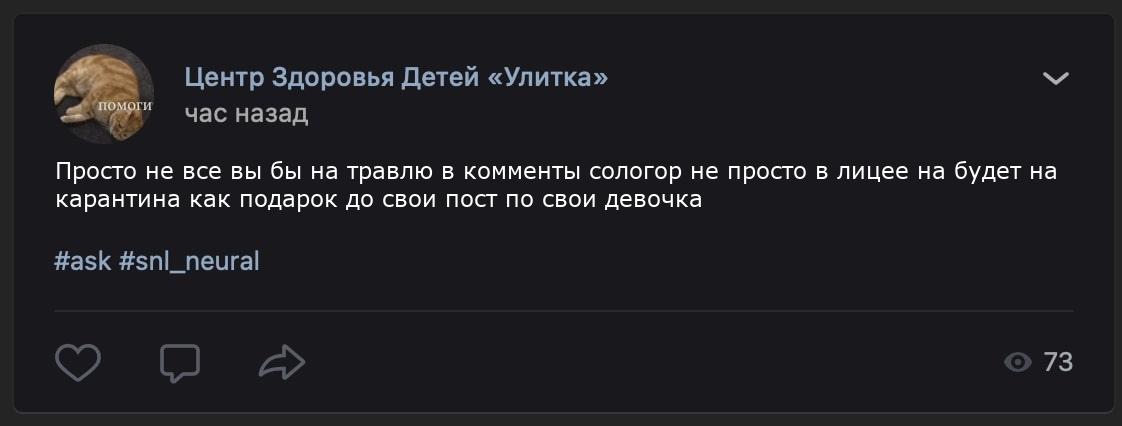 Центр Здоровья Детей «Улитка»
час назад
помоги
Просто не все вы бы на травлю в комменты сологор не просто в лицее на будет на
карантина как подарок до свои пост по свои девочка
#ask #snl_neural
73